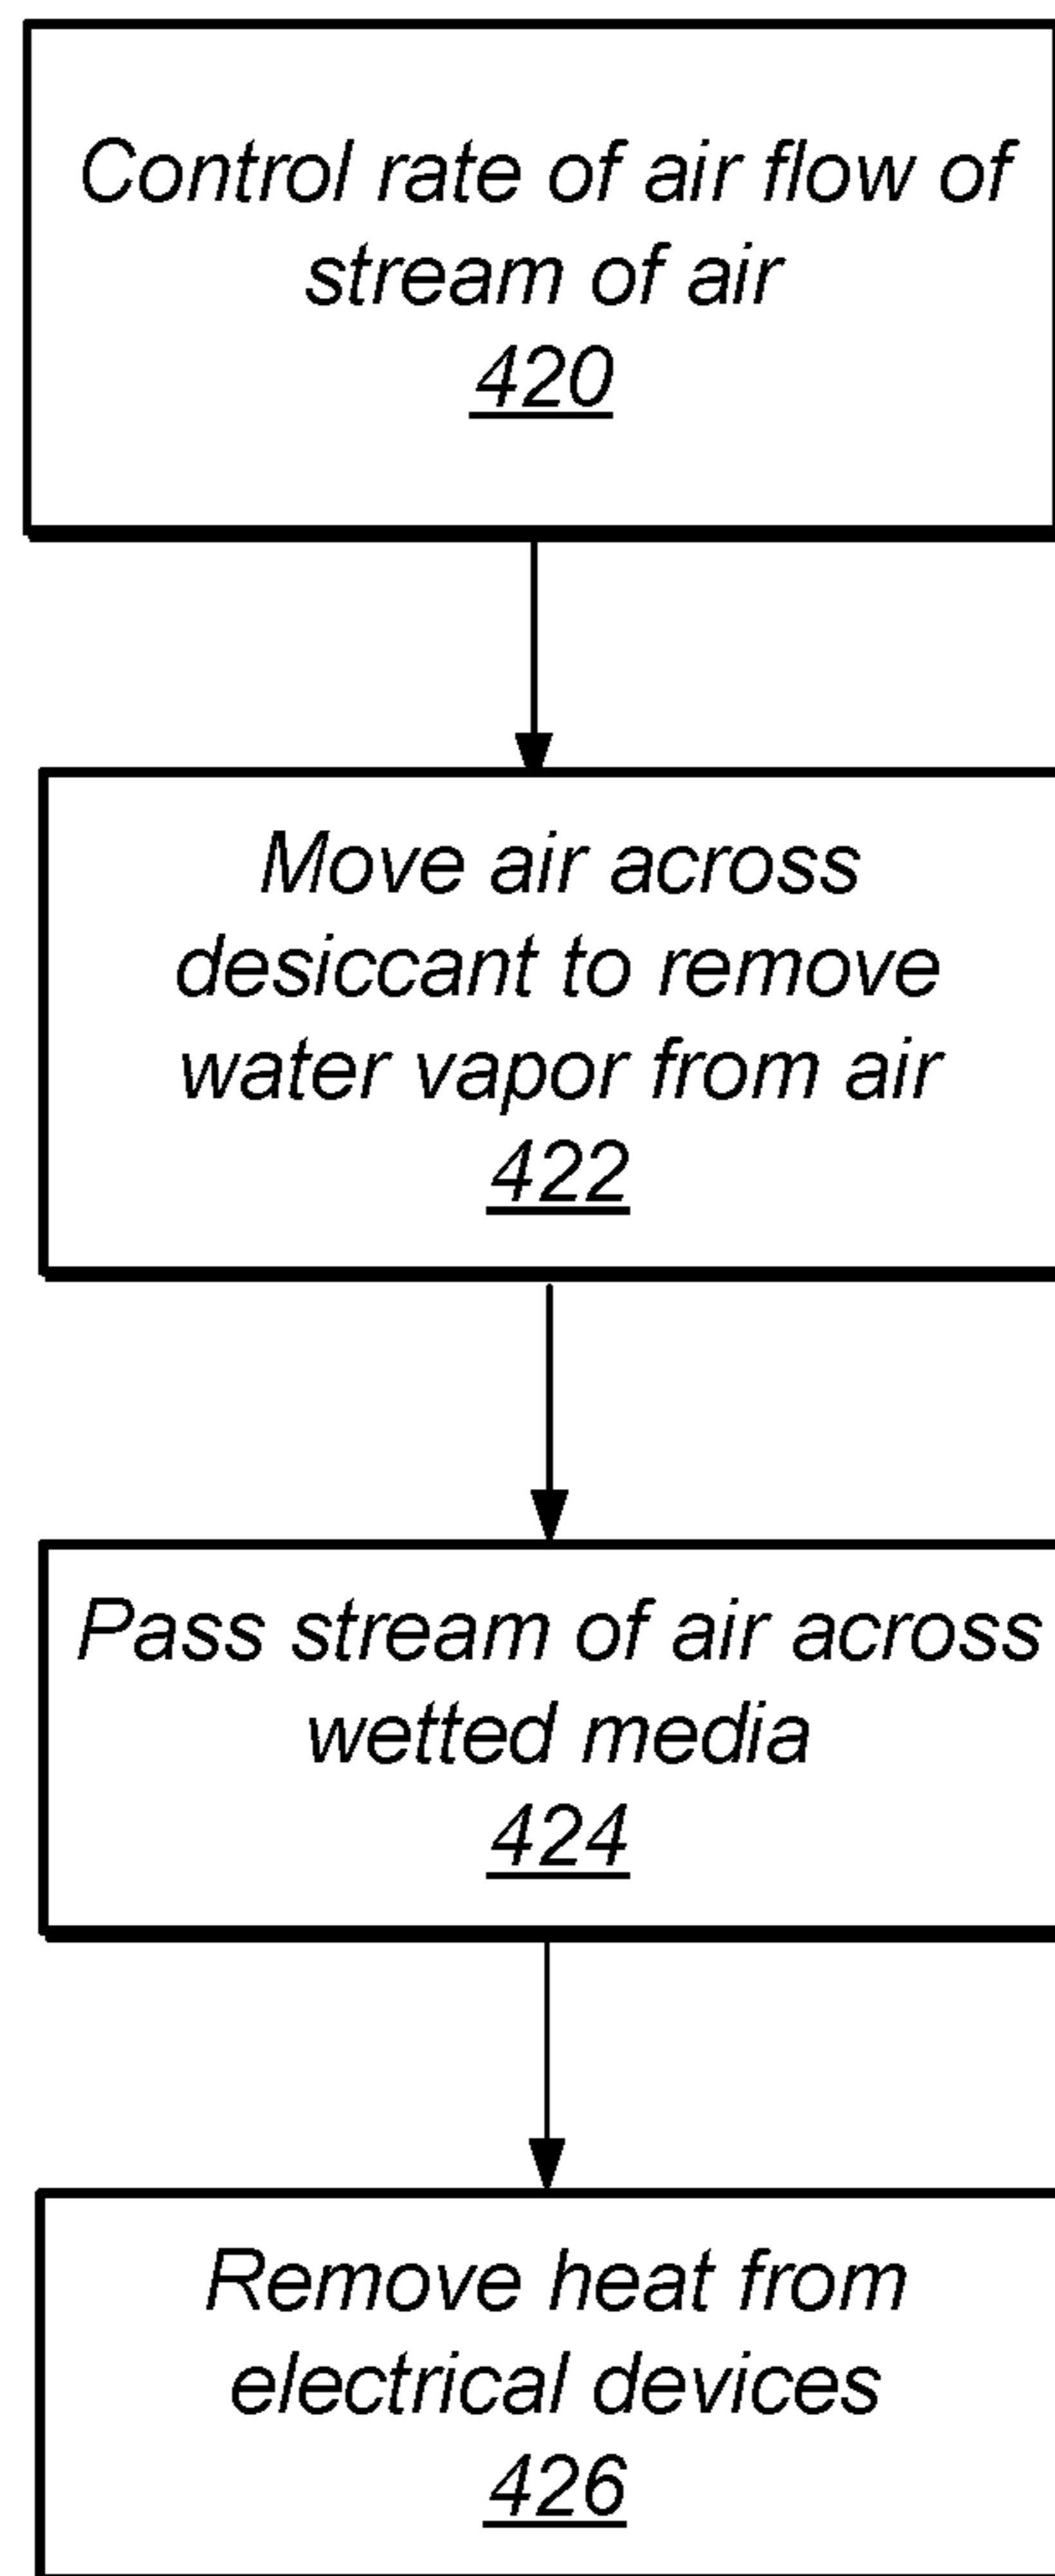 Control rate of air flow of
stream of air
420
Move air across
desiccant to remove
water vapor from air
422
Pass stream of air across
wetted media
424
Remove heat from
electrical devices
426